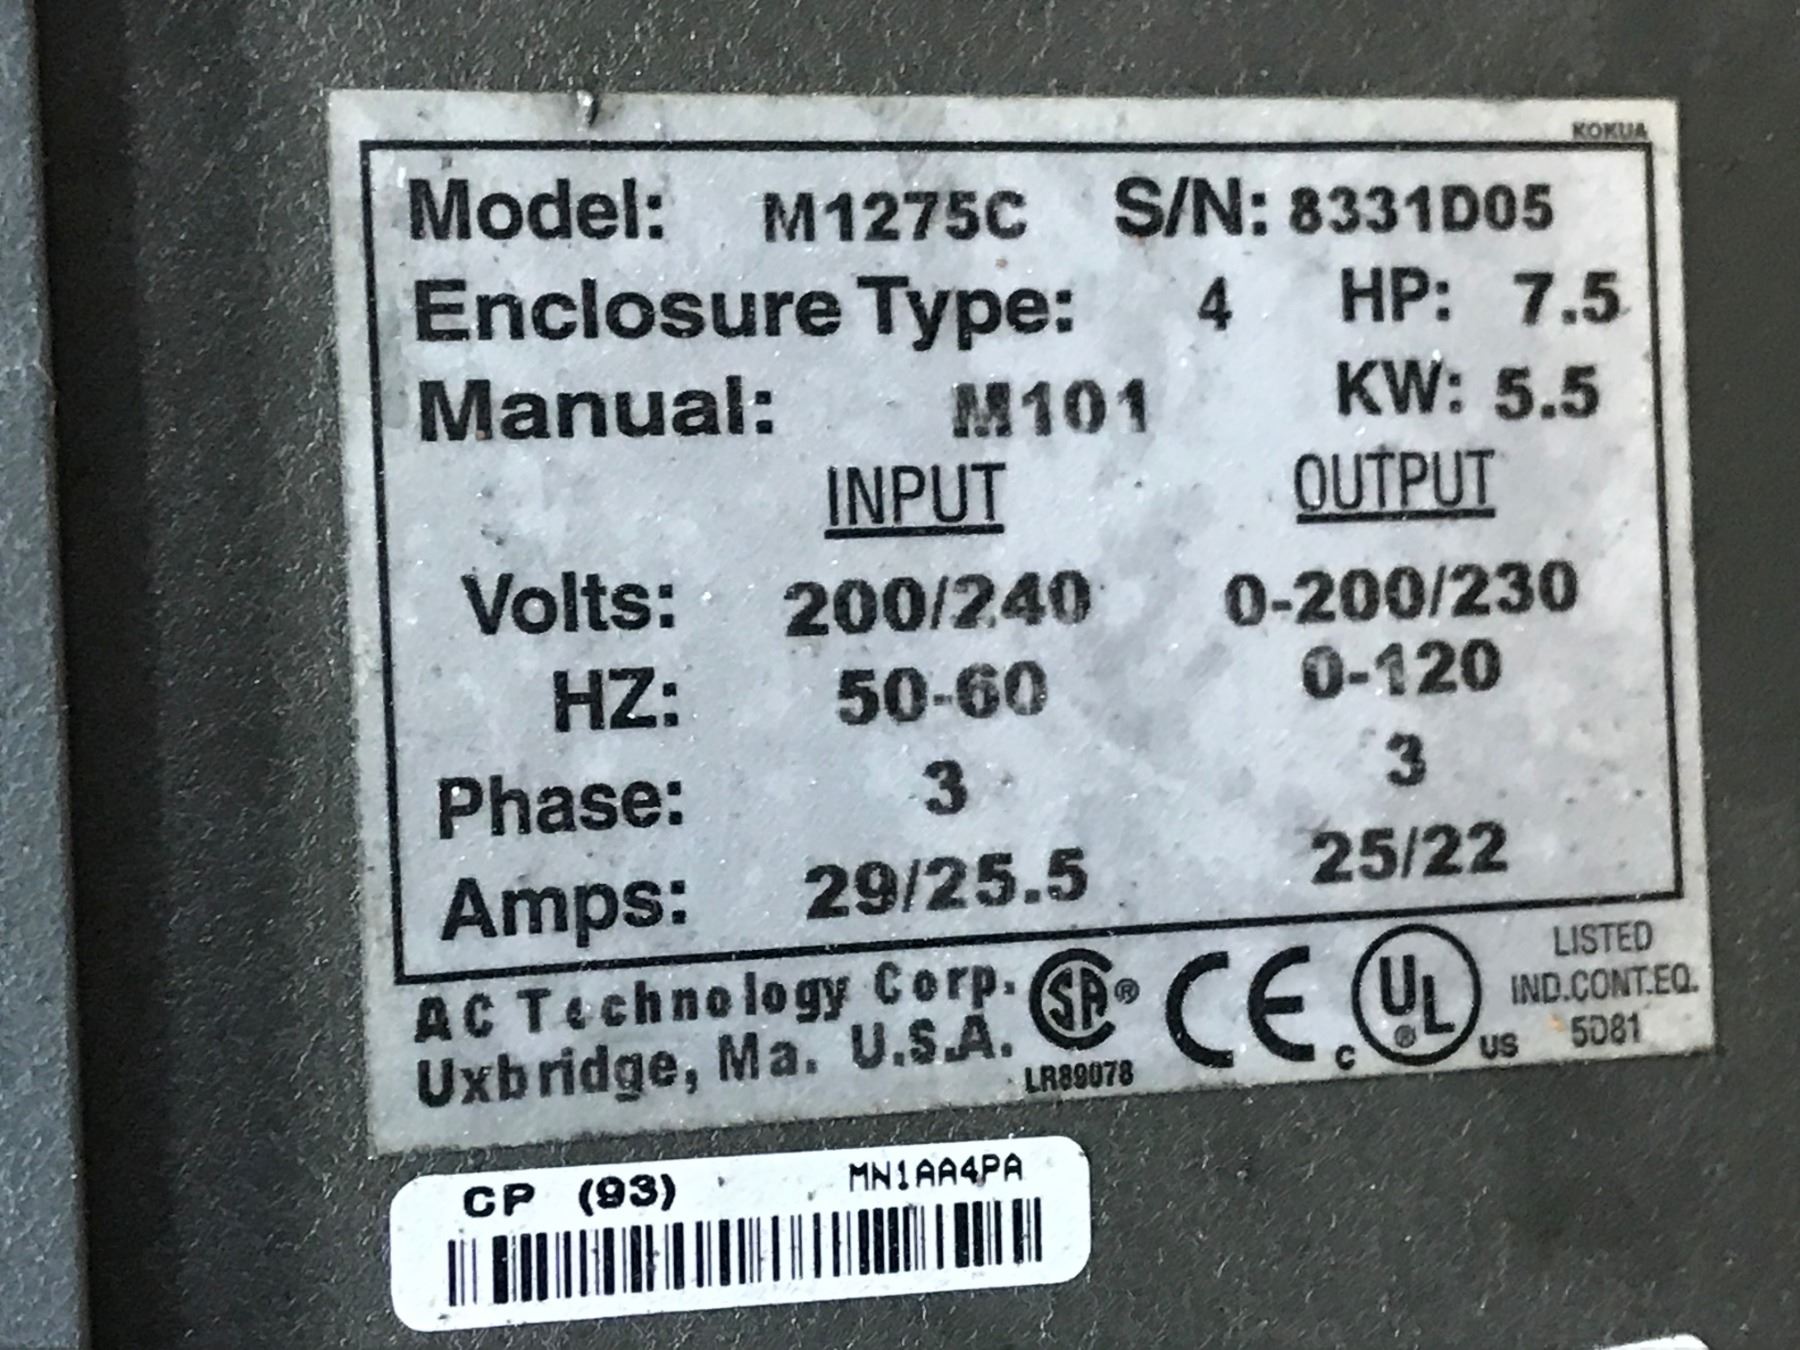 KOKUA
Model: M1275C S/N: 8331D05
Enclosure Type: 4 HP: 7.5
Manual: M101 KW: 5.5
INPUT OUTPUT
Volts: 200/240 0-200/230
HZ: 50-60 0-120
Phase: 3 3
Amps: 29/25.5 25/22
AC Technology Corp.
Uxbridge, Ma. U.S.A.
SA ®
LR89078
CE
C UL ® US
LISTED
IND.CONT.EQ.
5D81
CP (93) MN1AA4PA